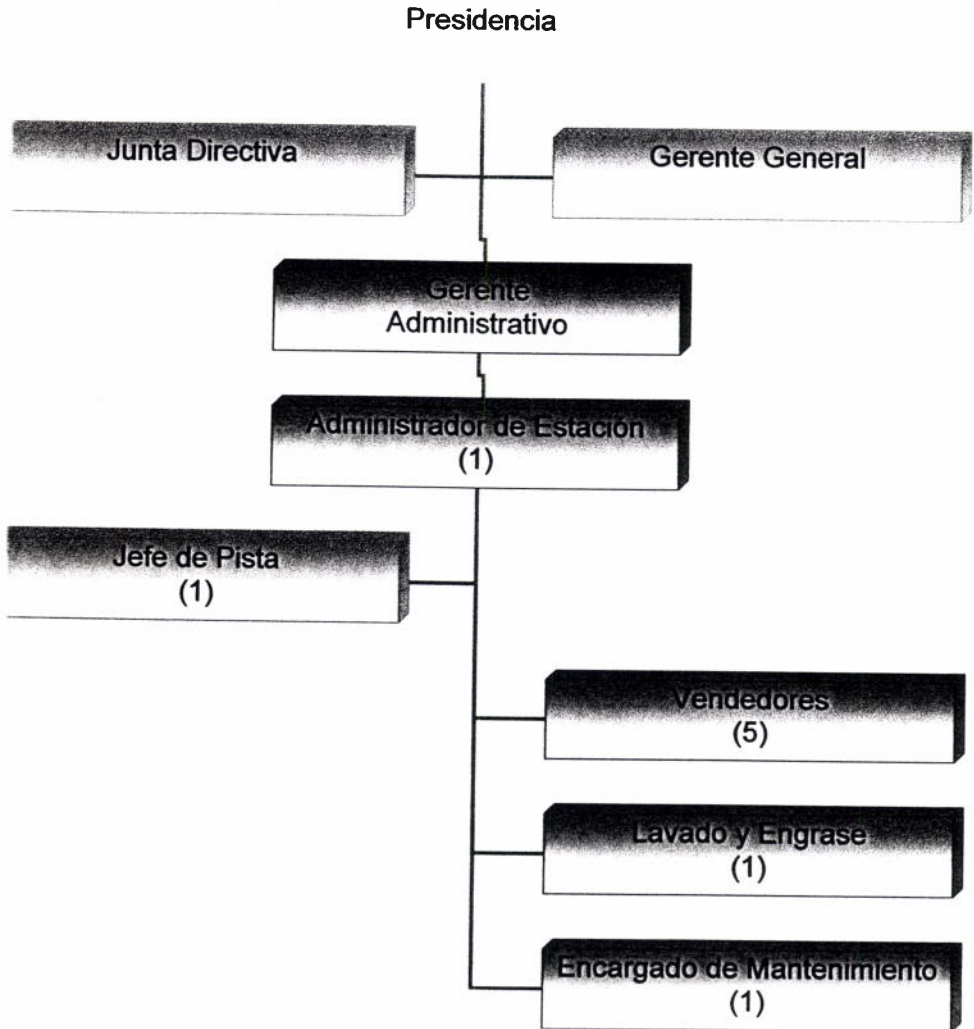 Presidencia
Junta Directiva
Gerente General
Gerente
Administrativo
Administrador de Estación
(1)
Jefe de Pista
(1)
Vendedores
(5)
Lavado y Engrase
(1)
Encargado de Mantenimiento
(1)